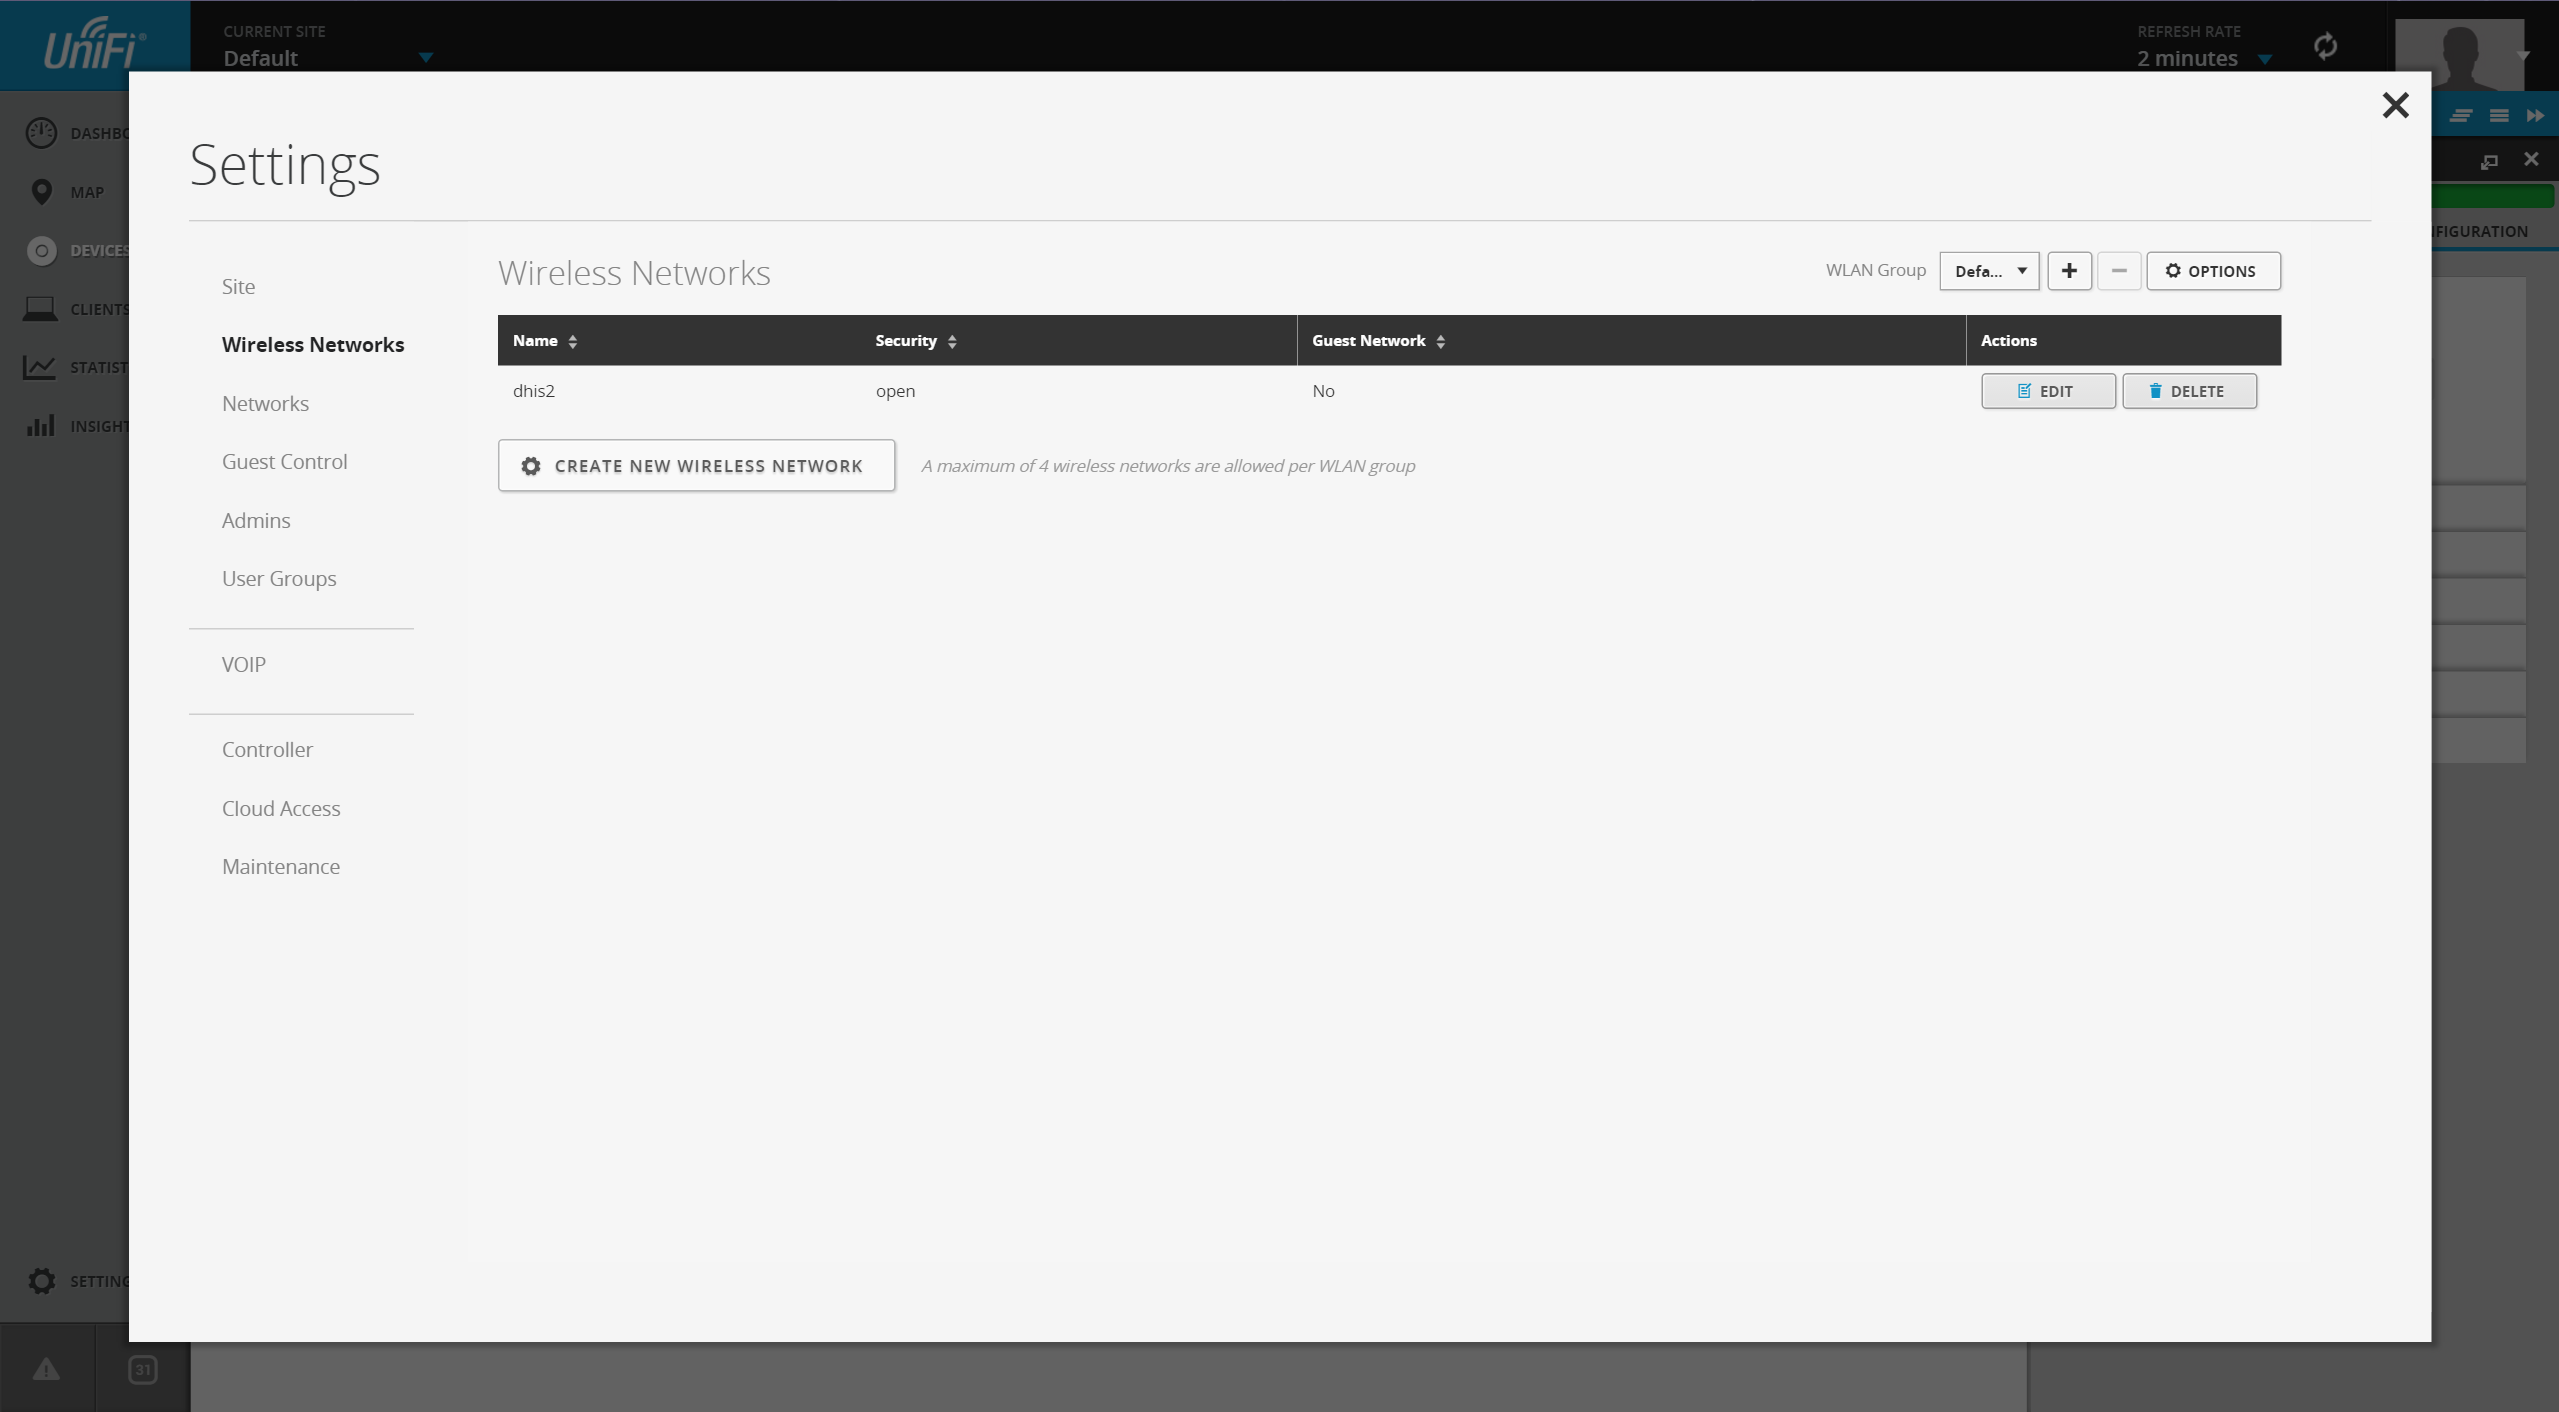 UniFi
CURRENT SITE
Default
REFRESH RATE
2 minutes
DASHBO
MAP
DEVICES
CLIENTS
STATIST
INSIGHT
SETTING
31
FIGURATION
Settings
Site
Wireless Networks
Networks
Guest Control
Admins
User Groups
VOIP
Controller
Cloud Access
Maintenance
Wireless Networks
WLAN Group Defa... OPTIONS
Name Security Guest Network Actions
dhis2 open No EDIT DELETE
CREATE NEW WIRELESS NETWORK A maximum of 4 wireless networks are allowed per WLAN group